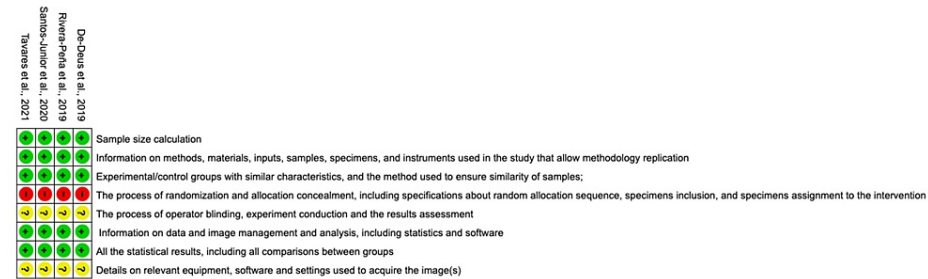 De-Deus et al., 2019
Rivera-Peña et al., 2019
Santos-Junior et al., 2020
Tavares et al., 2021
+ + + + Sample size calculation
+ + + + Information on methods, materials, inputs, samples, specimens, and instruments used in the study that allow methodology replication
+ + + + Experimental/control groups with similar characteristics, and the method used to ensure similarity of samples;
- - - - The process of randomization and allocation concealment, including specifications about random allocation sequence, specimens inclusion, and specimens assignment to the intervention
? ? ? ? The process of operator blinding, experiment conduction and the results assessment
+ + + + Information on data and image management and analysis, including statistics and software
+ + + + All the statistical results, including all comparisons between groups
? ? ? ? Details on relevant equipment, software and settings used to acquire the image(s)